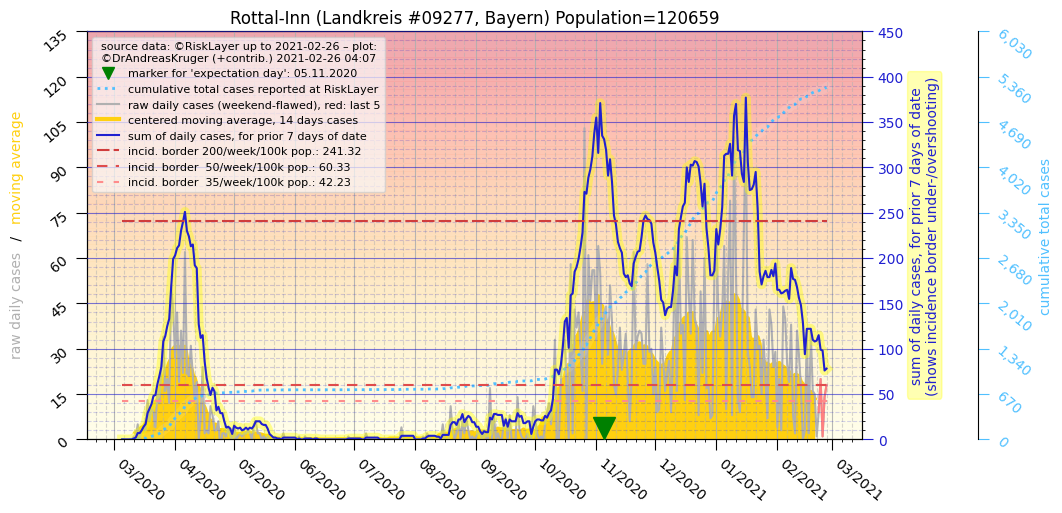 Rottal-Inn (Landkreis #09277, Bayern) Population=120659
source data: ©RiskLayer up to 2021-02-26 – plot:
©DrAndreasKruger (+contrib.) 2021-02-26 04:07
marker for 'expectation day': 05.11.2020
cumulative total cases reported at RiskLayer
raw daily cases (weekend-flawed), red: last 5
centered moving average, 14 days cases
sum of daily cases, for prior 7 days of date
incid. border 200/week/100k pop.: 241.32
incid. border  50/week/100k pop.: 60.33
incid. border  35/week/100k pop.: 42.23
raw daily cases  /  moving average
135
120
105
90
75
60
45
30
15
0
03/2020
04/2020
05/2020
06/2020
07/2020
08/2020
09/2020
10/2020
11/2020
12/2020
01/2021
02/2021
03/2021
450
400
350
300
250
200
150
100
50
0
sum of daily cases, for prior 7 days of date
(shows incidence border under-/overshooting)
6,030
5,360
4,690
4,020
3,350
2,680
2,010
1,340
670
0
cumulative total cases